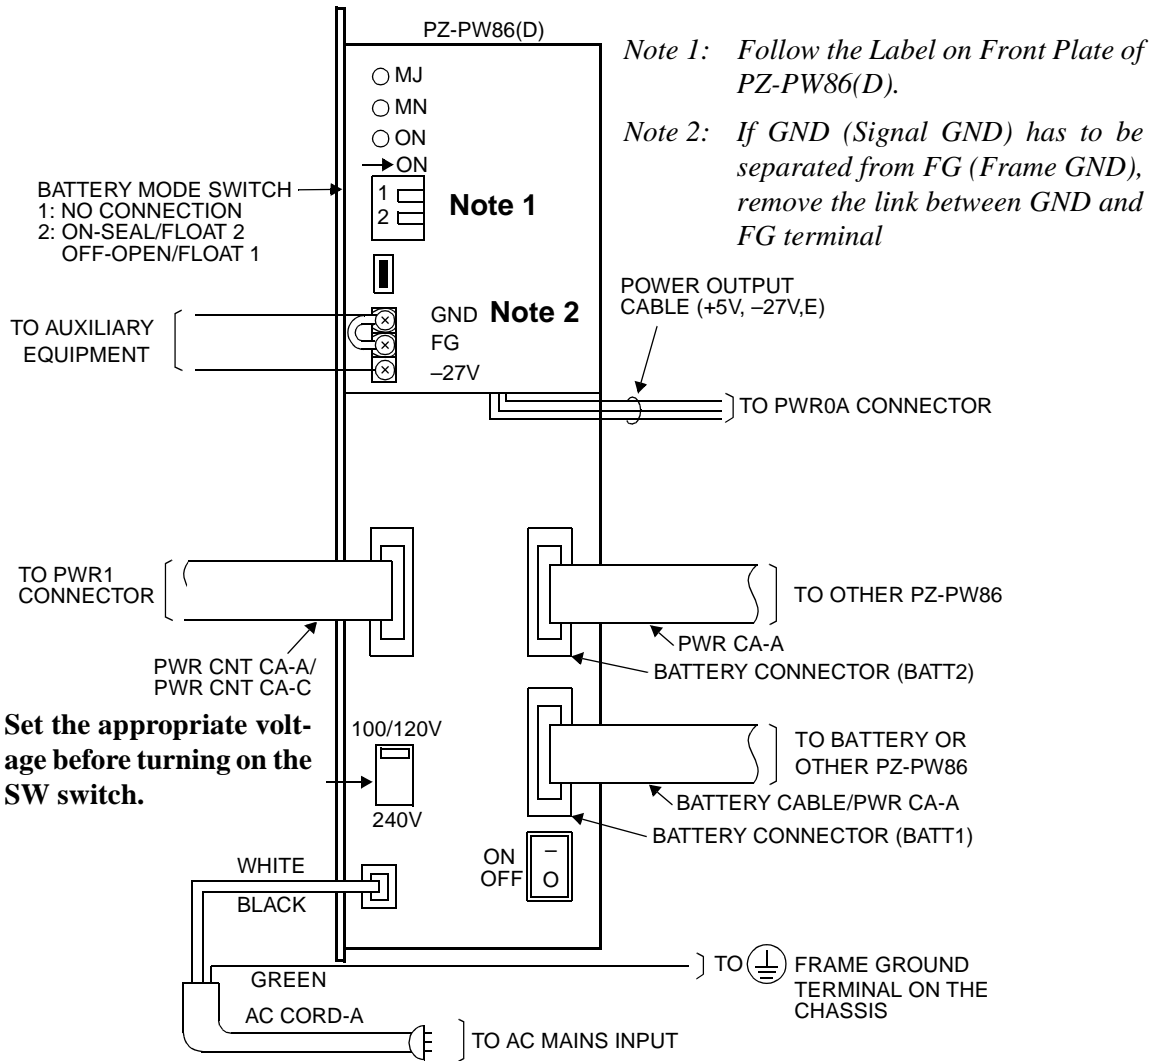 PZ-PW86(D)
MJ
MN
ON
ON
1
2
BATTERY MODE SWITCH
1: NO CONNECTION
2: ON-SEAL/FLOAT 2
OFF-OPEN/FLOAT 1
Note 1
Note 1: Follow the Label on Front Plate of
PZ-PW86(D).
Note 2: If GND (Signal GND) has to be
separated from FG (Frame GND),
remove the link between GND and
FG terminal
TO AUXILIARY
EQUIPMENT
GND
Note 2
FG
–27V
POWER OUTPUT
CABLE (+5V, –27V,E)
TO PWR0A CONNECTOR
TO PWR1
CONNECTOR
PWR CNT CA-A/
PWR CNT CA-C
TO OTHER PZ-PW86
PWR CA-A
BATTERY CONNECTOR (BATT2)
Set the appropriate volt-
age before turning on the
SW switch.
100/120V
240V
TO BATTERY OR
OTHER PZ-PW86
BATTERY CABLE/PWR CA-A
BATTERY CONNECTOR (BATT1)
ON –
OFF O
WHITE
BLACK
GREEN
AC CORD-A
TO FRAME GROUND
TERMINAL ON THE
CHASSIS
TO AC MAINS INPUT